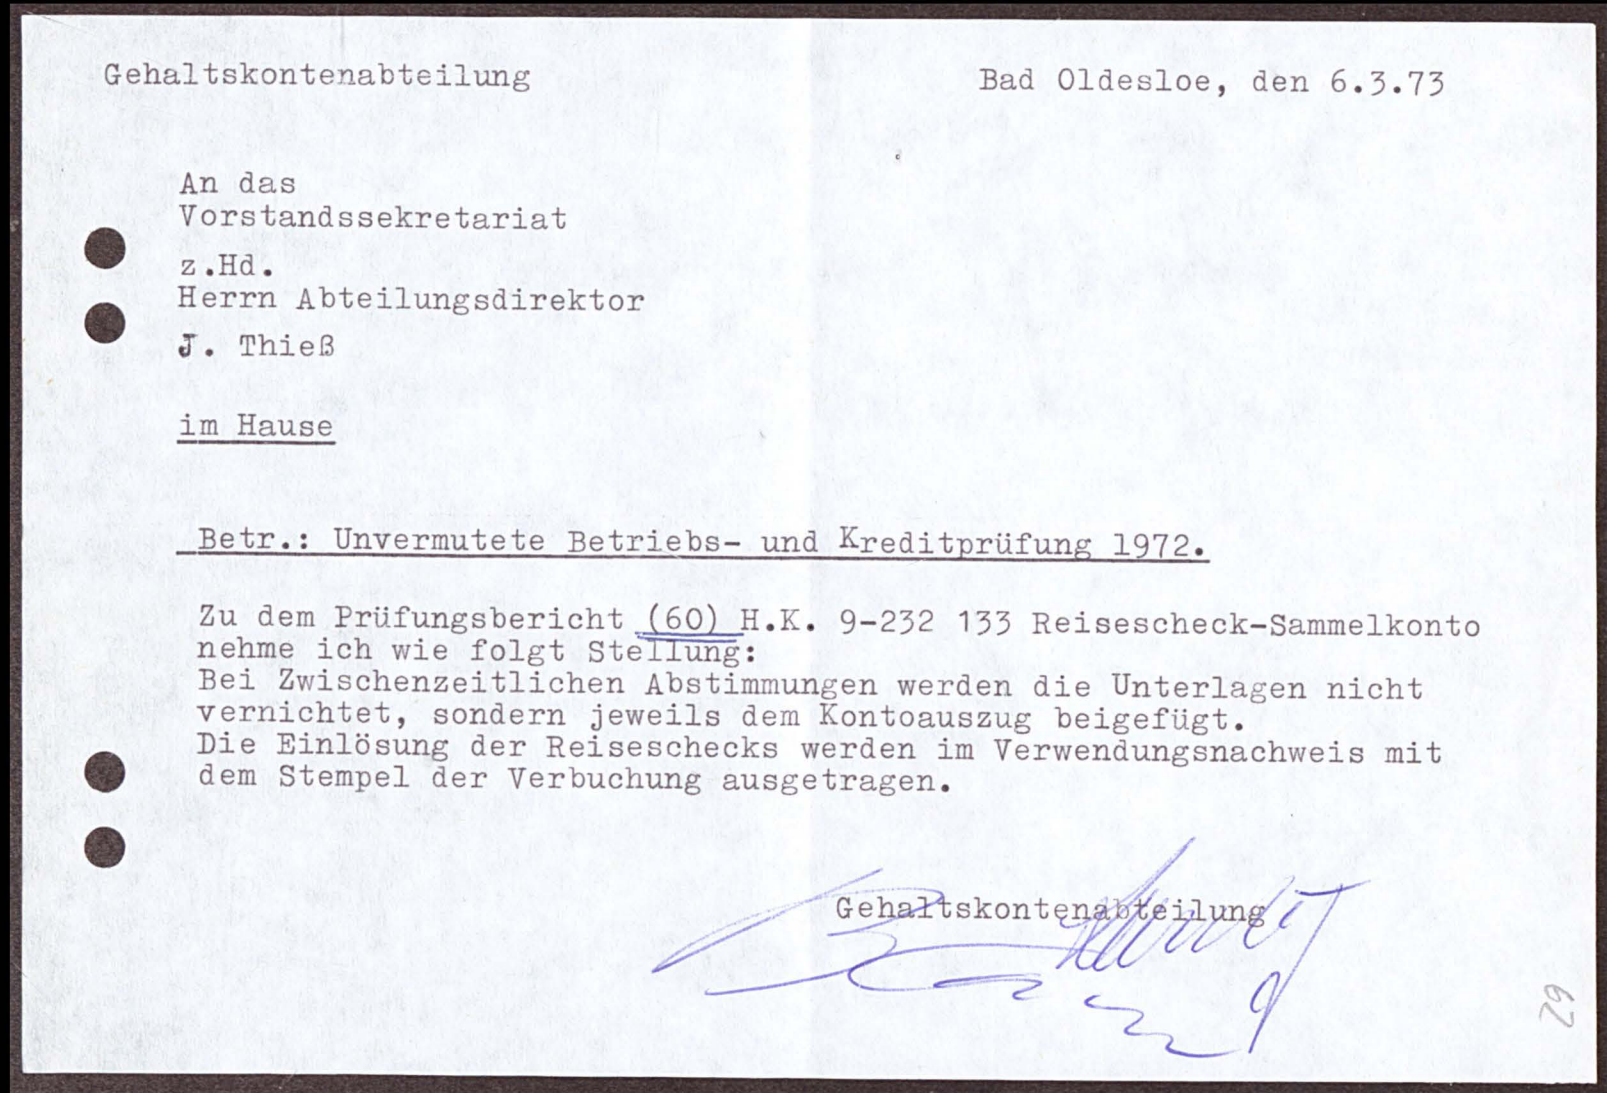 Gehaltskontenabteilung
Bad Oldesloe, den 6.3.73
An das
Vorstandssekretariat
z.Hd.
Herrn Abteilungsdirektor
J. Thieß
im Hause
Betr.: Unvermutete Betriebs- und Kreditprüfung 1972.
Zu dem Prüfungsbericht (60) H.K. 9-232 133 Reisescheck-Sammelkonto
nehme ich wie folgt Stellung:
Bei Zwischenzeitlichen Abstimmungen werden die Unterlagen nicht
vernichtet, sondern jeweils dem Kontoauszug beigefügt.
Die Einlösung der Reiseschecks werden im Verwendungsnachweis mit
dem Stempel der Verbuchung ausgetragen.
Gehaltskontenabteilung
62